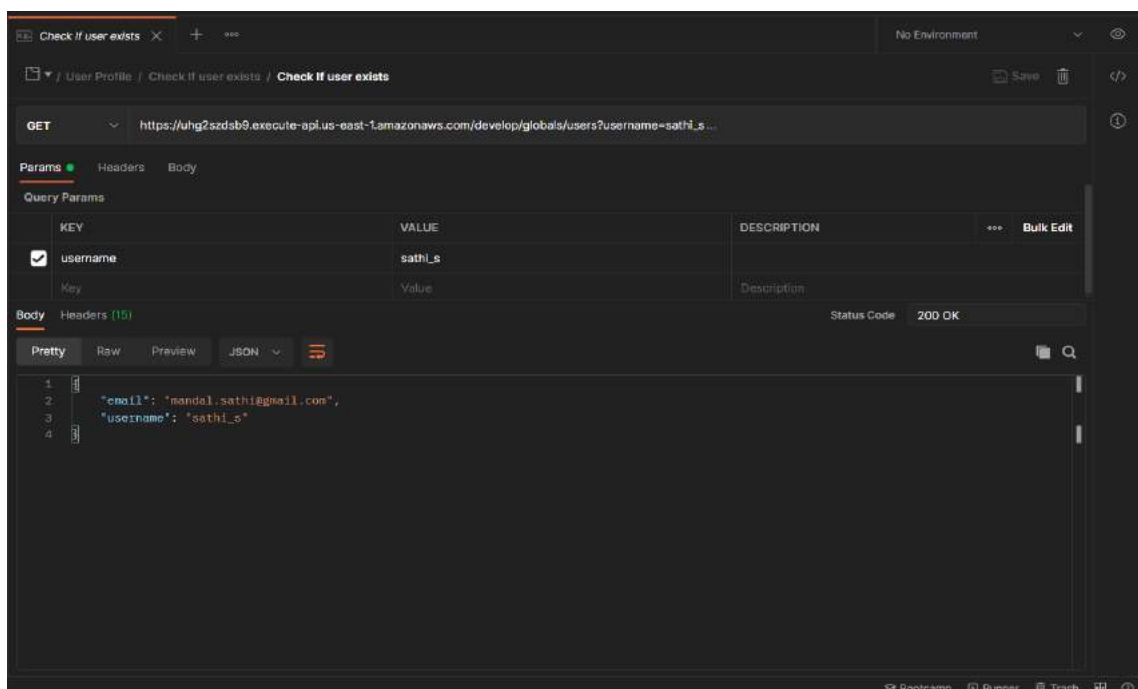 Check If user exists
No Environment
/ User Profile / Check If user exists / Check If user exists
Save
GET https://uhg2szdsb9.execute-api.us-east-1.amazonaws.com/develop/globals/users?username=sathi_s...
Params Headers Body
Query Params
KEY VALUE DESCRIPTION Bulk Edit
username sathi_s
Key Value Description
Body Headers (15) Status Code 200 OK
Pretty Raw Preview JSON
1 {
2 "email": "mandal.sathi@gmail.com",
3 "username": "sathi_s"
4 }
Bootcamp Runner Trash